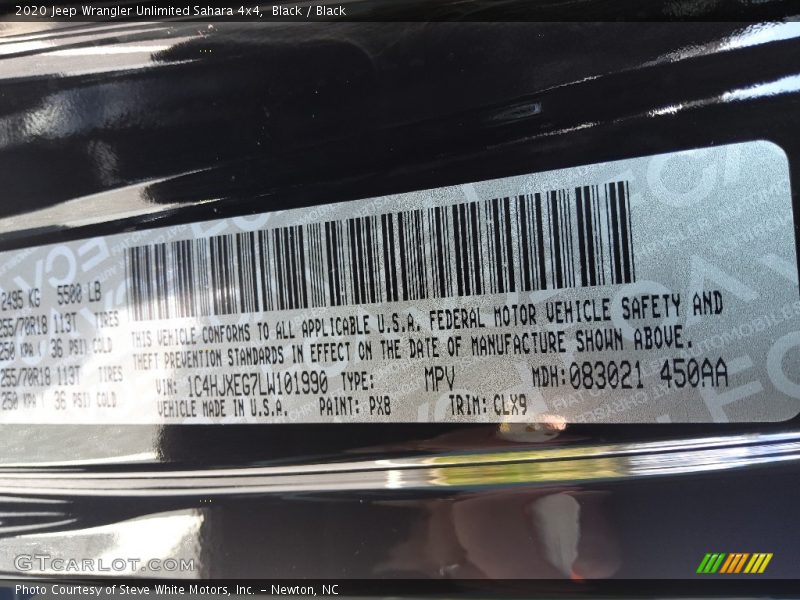 2020 Jeep Wrangler Unlimited Sahara 4x4, Black / Black
2495 KG 5500 LB
255/70R18 113T TIRES
250 KPA ( 36 PSI) COLD
255/70R18 113T TIRES
250 KPA ( 36 PSI) COLD
THIS VEHICLE CONFORMS TO ALL APPLICABLE U.S.A. FEDERAL MOTOR VEHICLE SAFETY AND
THEFT PREVENTION STANDARDS IN EFFECT ON THE DATE OF MANUFACTURE SHOWN ABOVE.
VIN: 1C4HJXEG7LW101990 TYPE: MPV MDH:083021 450AA
VEHICLE MADE IN U.S.A. PAINT: PX8 TRIM: CLX9
GTCARLOT.COM
Photo Courtesy of Steve White Motors, Inc. – Newton, NC